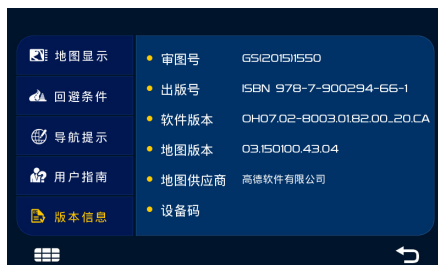 地图显示
回避条件
导航提示
用户指南
版本信息
审图号 GS(2015)1550
出版号 ISBN 978-7-900294-66-1
软件版本 OH07.02-8003.01.82.00_20.CA
地图版本 03.150100.43.04
地图供应商 高德软件有限公司
设备码